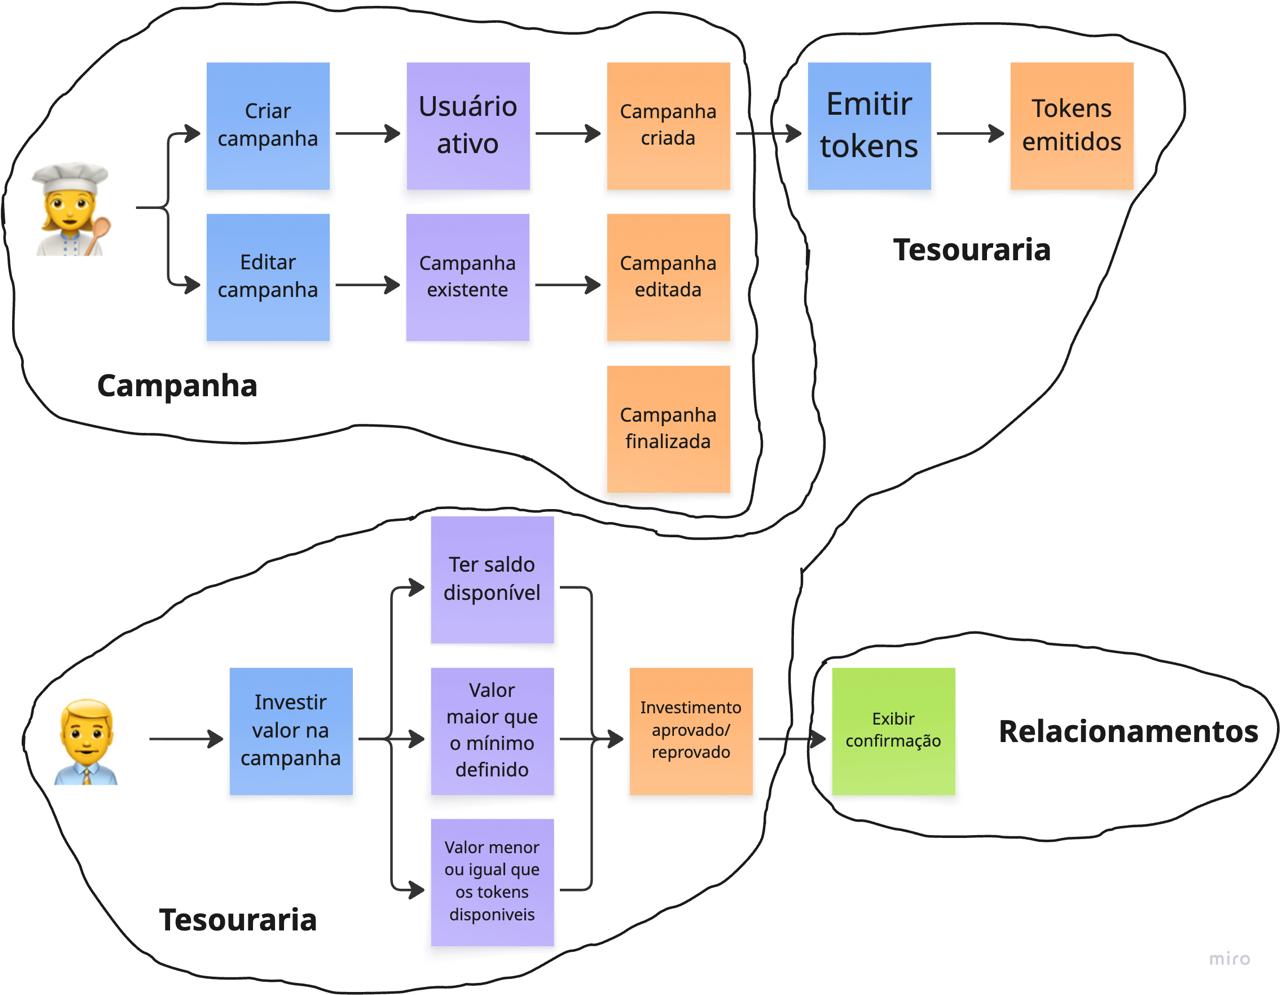 Criar
campanha
Usuário
ativo
Campanha
criada
Emitir
tokens
Tokens
emitidos
Tesouraria
Editar
campanha
Campanha
existente
Campanha
editada
Campanha
Campanha
finalizada
Ter saldo
disponível
Investir
valor na
campanha
Valor
maior que
o mínimo
definido
Investimento
aprovado/
reprovado
Exibir
confirmação
Relacionamentos
Valor menor
ou igual que
os tokens
disponiveis
Tesouraria
miro